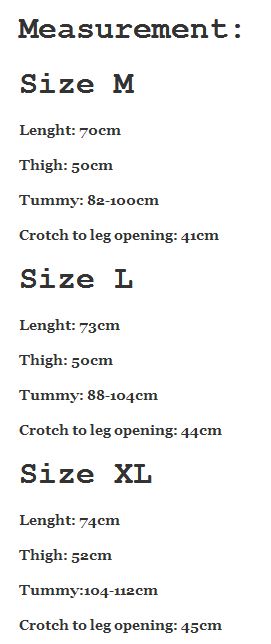 Measurement:
Size M
Lenght: 70cm
Thigh: 50cm
Tummy: 82-100cm
Crotch to leg opening: 41cm
Size L
Lenght: 73cm
Thigh: 50cm
Tummy: 88-104cm
Crotch to leg opening: 44cm
Size XL
Lenght: 74cm
Thigh: 52cm
Tummy:104-112cm
Crotch to leg opening: 45cm